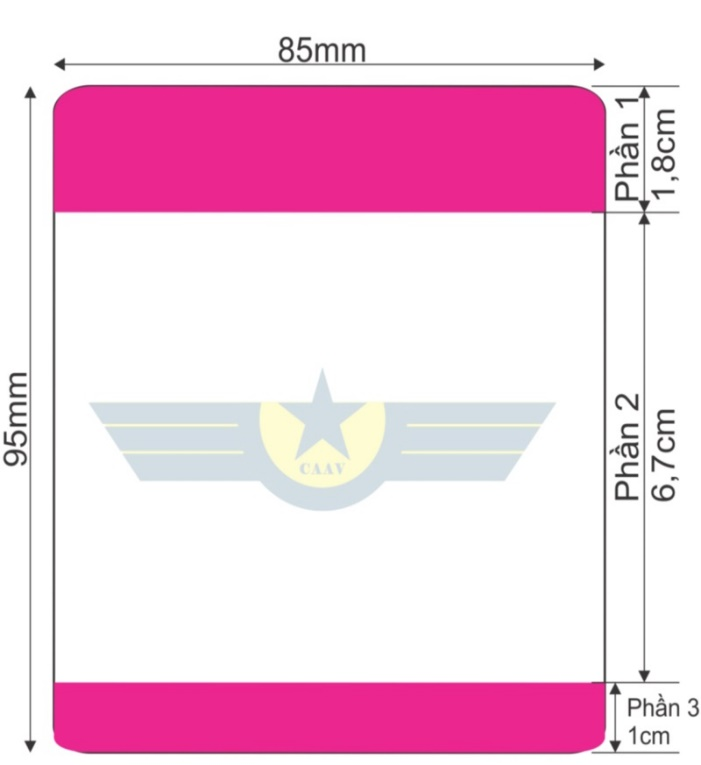 85mm
Phần 1
1,8cm
95mm
Phần 2
6,7cm
CAAV
Phần 3
1cm